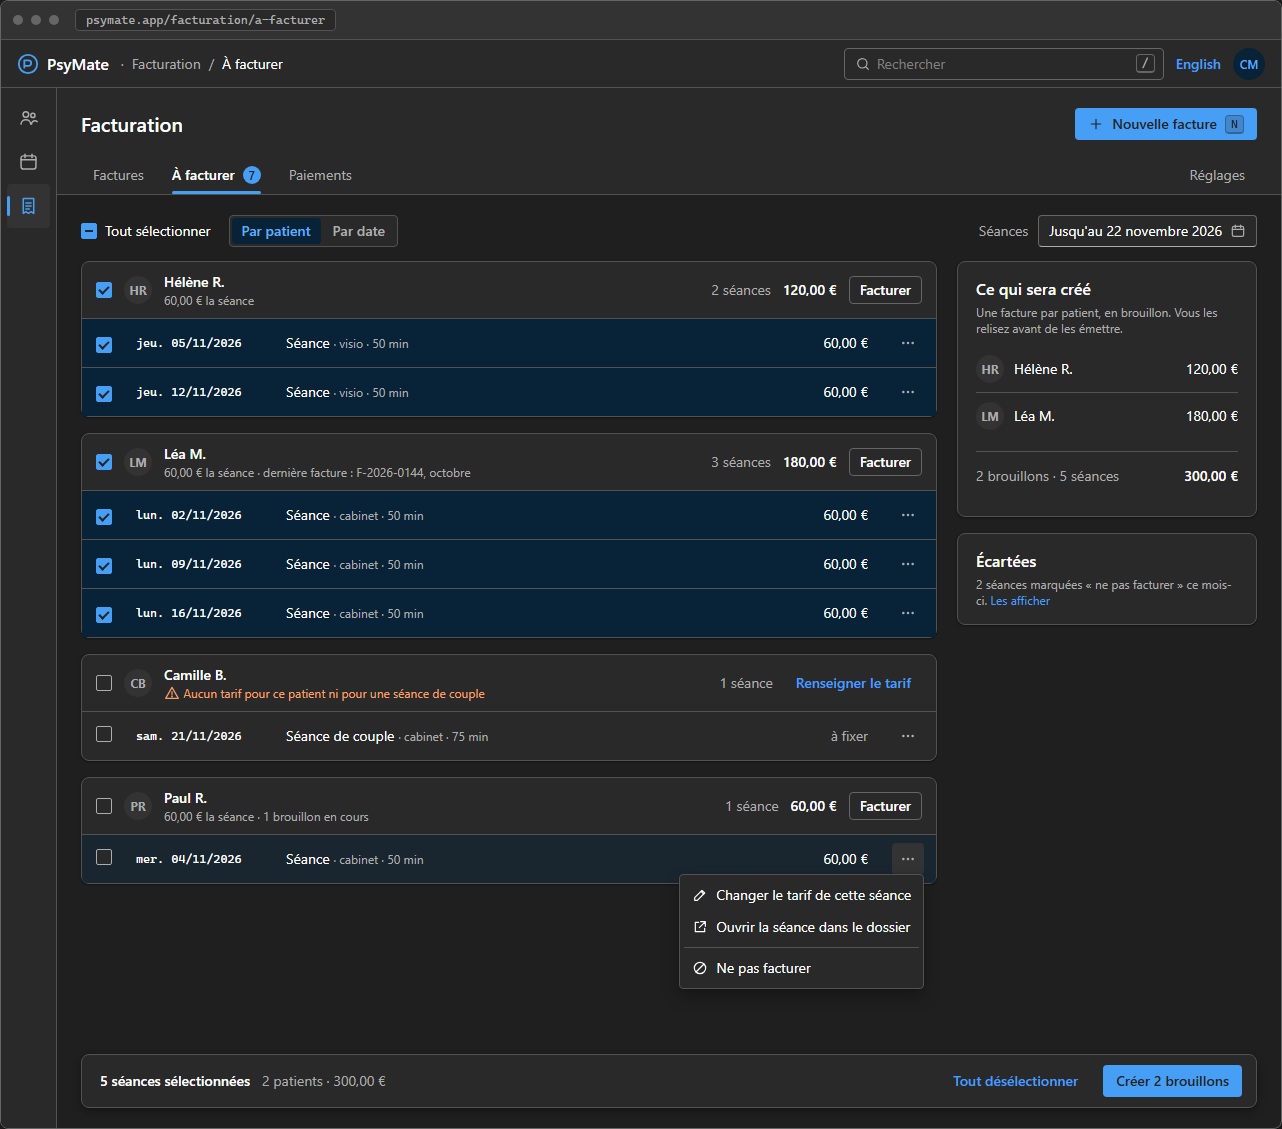 psymate.app/facturation/a-facturer
PsyMate · Facturation / À facturer
Rechercher /
English
CM
Facturation
Nouvelle facture N
Factures
À facturer 7
Paiements
Réglages
Tout sélectionner
Par patient
Par date
Séances
Jusqu'au 22 novembre 2026
HR
Hélène R.
60,00 € la séance
2 séances 120,00 € Facturer
jeu. 05/11/2026 Séance · visio · 50 min 60,00 € ···
jeu. 12/11/2026 Séance · visio · 50 min 60,00 € ···
LM
Léa M.
60,00 € la séance · dernière facture : F-2026-0144, octobre
3 séances 180,00 € Facturer
lun. 02/11/2026 Séance · cabinet · 50 min 60,00 € ···
lun. 09/11/2026 Séance · cabinet · 50 min 60,00 € ···
lun. 16/11/2026 Séance · cabinet · 50 min 60,00 € ···
CB
Camille B.
Aucun tarif pour ce patient ni pour une séance de couple
1 séance Renseigner le tarif
sam. 21/11/2026 Séance de couple · cabinet · 75 min à fixer ···
PR
Paul R.
60,00 € la séance · 1 brouillon en cours
1 séance 60,00 € Facturer
mer. 04/11/2026 Séance · cabinet · 50 min 60,00 € ···
Changer le tarif de cette séance
Ouvrir la séance dans le dossier
Ne pas facturer
Ce qui sera créé
Une facture par patient, en brouillon. Vous les
relisez avant de les émettre.
HR Hélène R. 120,00 €
LM Léa M. 180,00 €
2 brouillons · 5 séances 300,00 €
Écartées
2 séances marquées « ne pas facturer » ce mois-
ci. Les afficher
5 séances sélectionnées 2 patients · 300,00 €
Tout désélectionner
Créer 2 brouillons